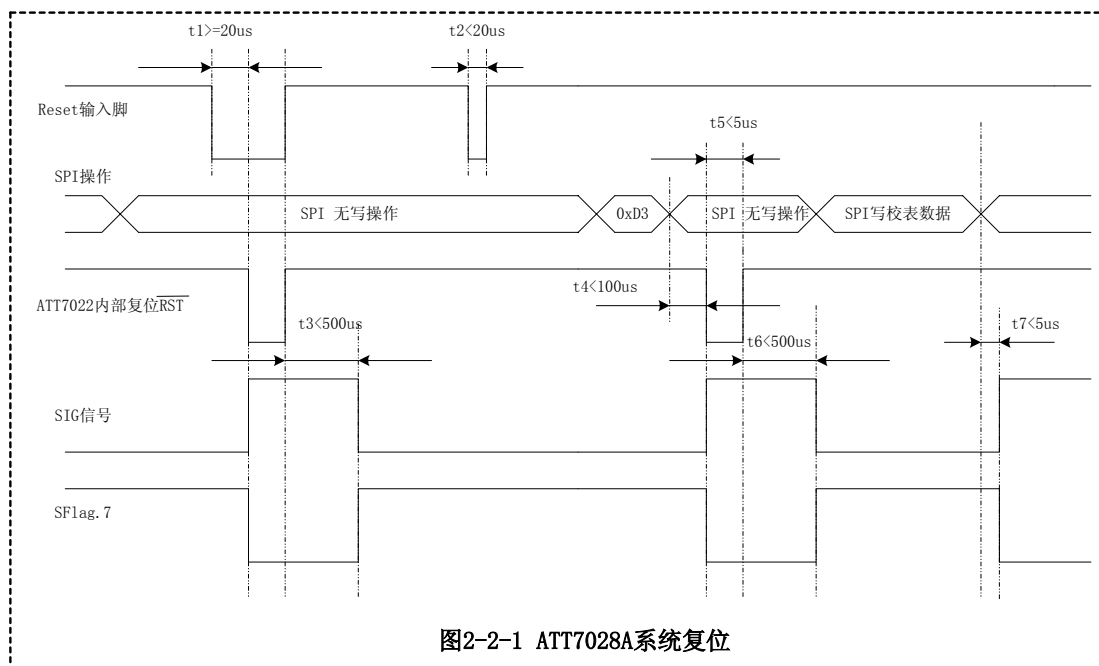 t1>=20us
t2<20us
Reset输入脚
t5<5us
SPI操作
SPI 无写操作
0xD3
SPI 无写操作
SPI写校表数据
ATT7022内部复位RST
t4<100us
t3<500us
t7<5us
t6<500us
SIG信号
SFlag.7
图2-2-1 ATT7028A系统复位